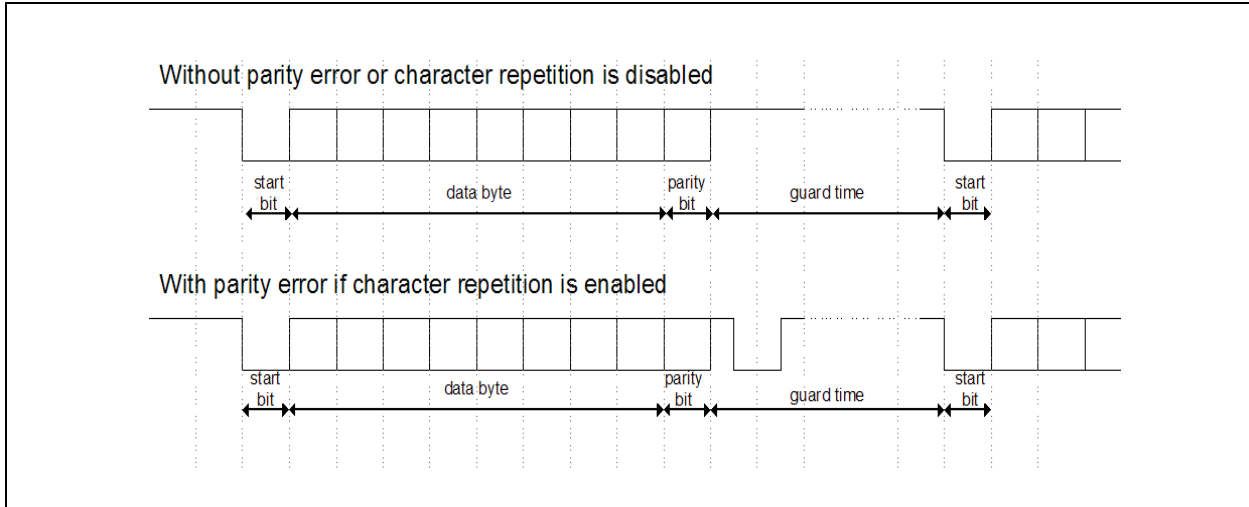 Without parity error or character repetition is disabled
start
bit
data byte
parity
bit
guard time
start
bit
With parity error if character repetition is enabled
start
bit
data byte
parity
bit
guard time
start
bit